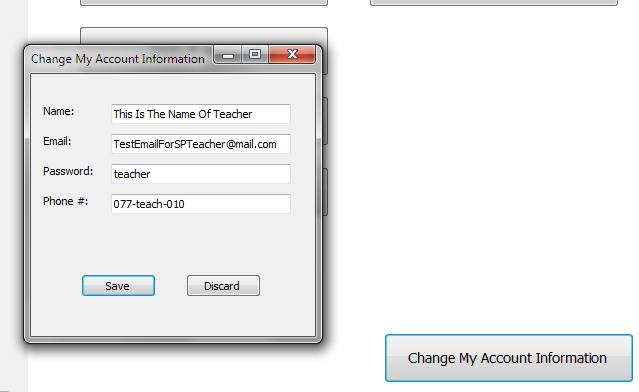 Change My Account Information
Name: This Is The Name Of Teacher
Email: TestEmailForSPTeacher@mail.com
Password: teacher
Phone #: 077-teach-010
Save Discard
Change My Account Information